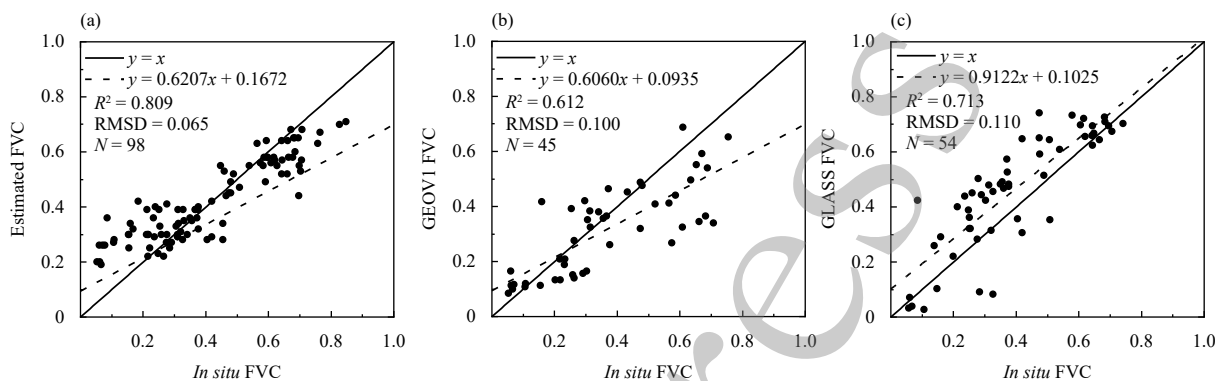 (a)
1.0
0.8
0.6
0.4
0.2
0
Estimated FVC
y = x
y = 0.6207x + 0.1672
R² = 0.809
RMSD = 0.065
N = 98
0.2 0.4 0.6 0.8 1.0
In situ FVC
(b)
1.0
0.8
0.6
0.4
0.2
0
GEOV1 FVC
y = x
y = 0.6060x + 0.0935
R² = 0.612
RMSD = 0.100
N = 45
0.2 0.4 0.6 0.8 1.0
In situ FVC
(c)
1.0
0.8
0.6
0.4
0.2
0
GLASS FVC
y = x
y = 0.9122x + 0.1025
R² = 0.713
RMSD = 0.110
N = 54
0.2 0.4 0.6 0.8 1.0
In situ FVC
ress